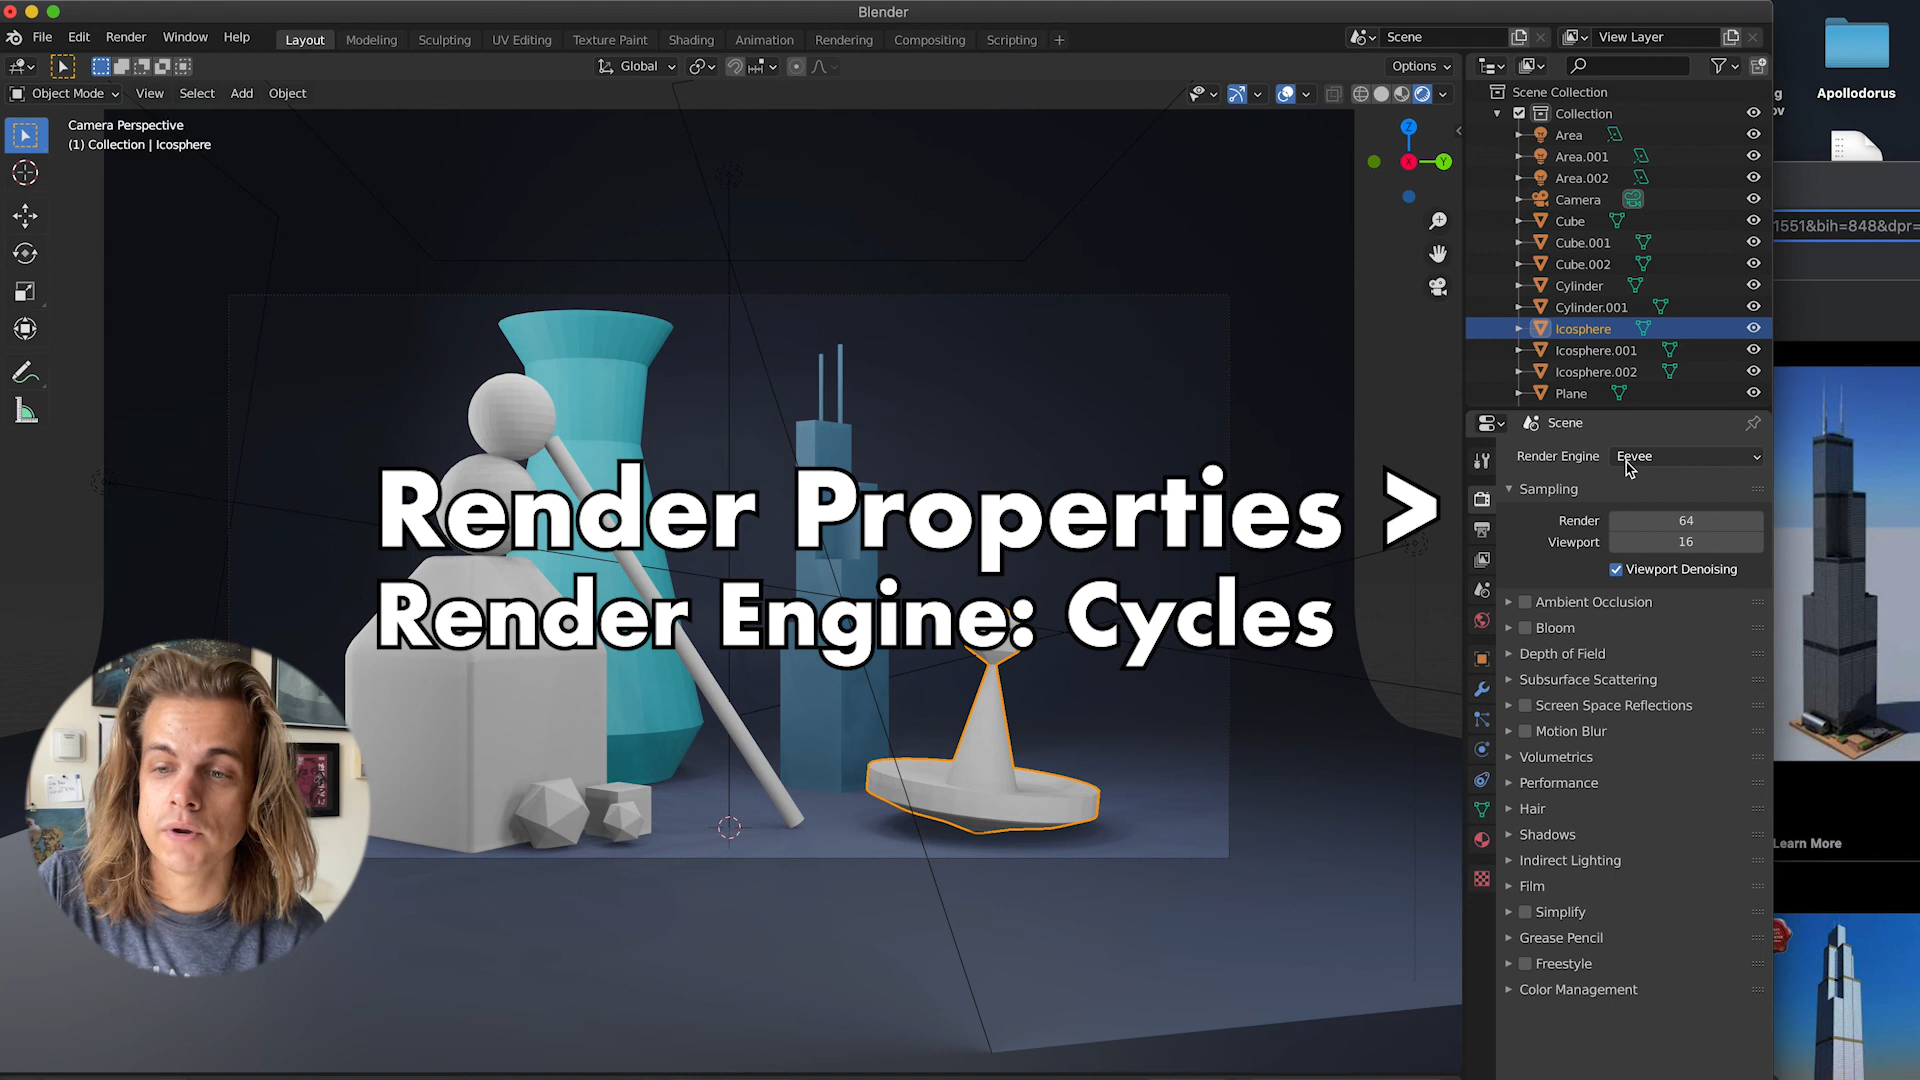 Blender
File Edit Render Window Help Layout Modeling Sculpting UV Editing Texture Paint Shading Animation Rendering Compositing Scripting + Scene View Layer
Global Options
Object Mode View Select Add Object
Camera Perspective
(1) Collection | Icosphere
Z
X
Y
Scene Collection
Collection
Area
Area.001
Area.002
Camera
Cube
Cube.001
Cube.002
Cylinder
Cylinder.001
Icosphere
Icosphere.001
Icosphere.002
Plane
Scene
Render Engine Eevee
Sampling
Render 64
Viewport 16
Viewport Denoising
Ambient Occlusion
Bloom
Depth of Field
Subsurface Scattering
Screen Space Reflections
Motion Blur
Volumetrics
Performance
Hair
Shadows
Indirect Lighting
Film
Simplify
Grease Pencil
Freestyle
Color Management
Render Properties >
Render Engine: Cycles
Apollodorus
g
ov
1551&bih=848&dpr=
Learn More